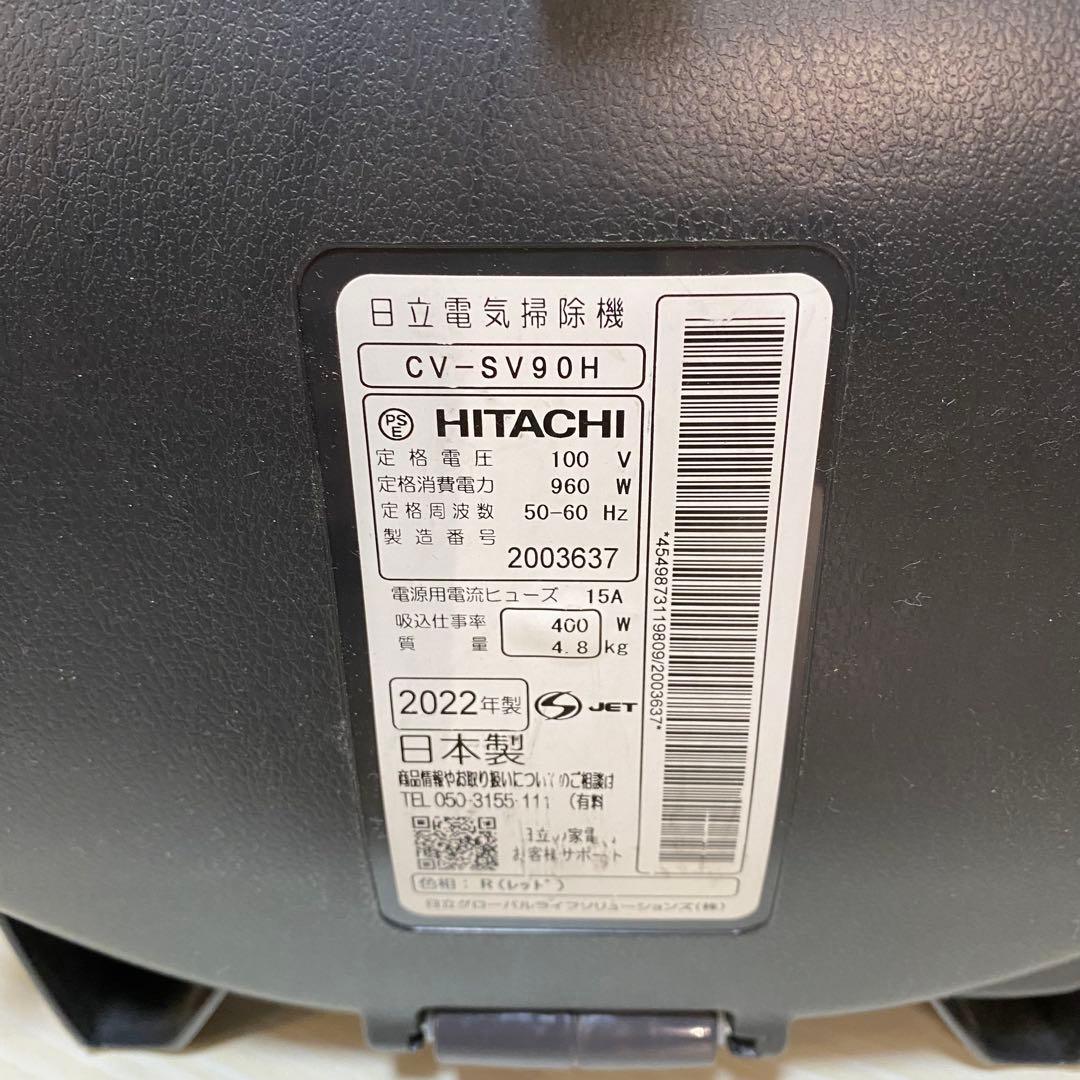 日立電気掃除機
CV-SV90H
PS E HITACHI
定格電圧 100 V
定格消費電力 960 W
定格周波数 50-60 Hz
製造番号
2003637
電源用電流ヒューズ 15A
吸込仕事率 400 W
質量 4.8 kg
2022年製 S JET
日本製
商品情報やお取り扱いについてのご相談は
TEL 050-3155-111 (有料
日立の家電
お客様サポート
色相：R(レッド)
日立グローバルライフソリューションズ(株)
*4549873119809/2003637*